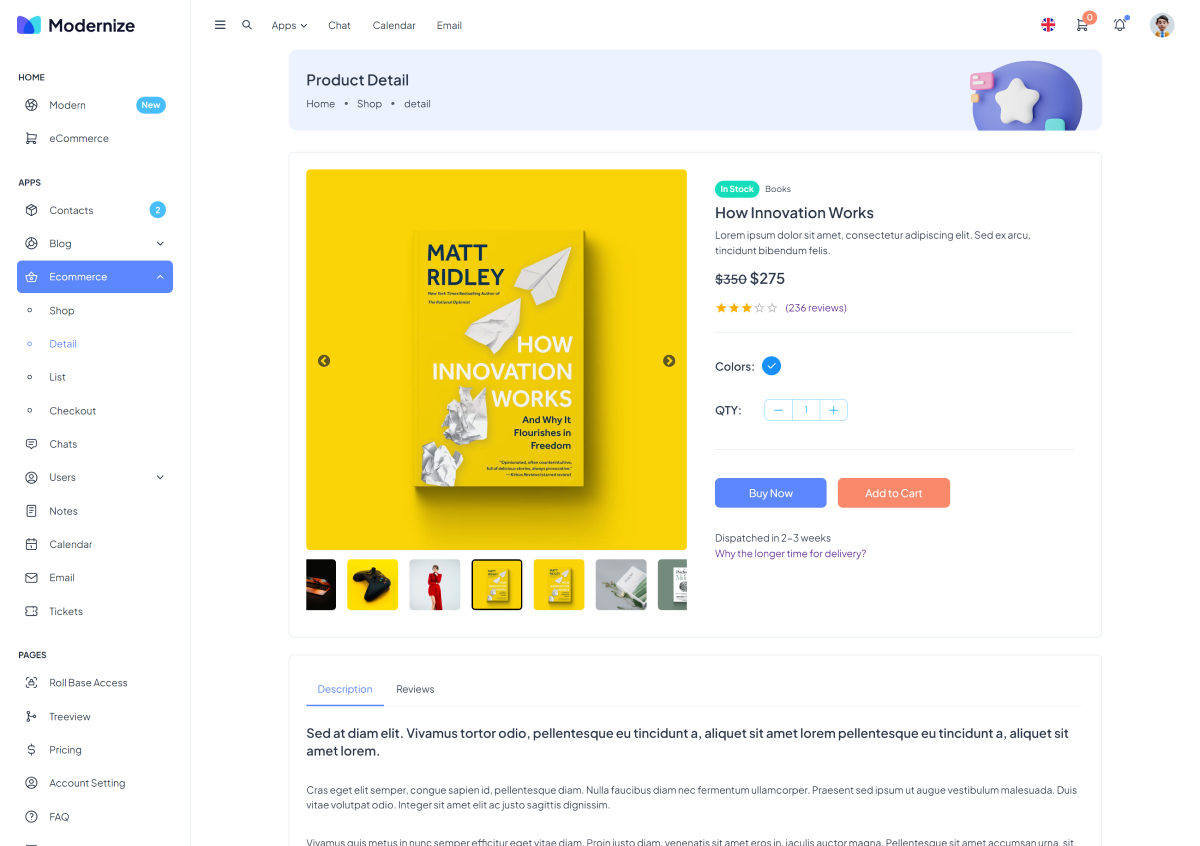 Modernize
Apps
Chat
Calendar
Email
0
HOME
Modern
New
eCommerce
APPS
Contacts
2
Blog
Ecommerce
Shop
Detail
List
Checkout
Chats
Users
Notes
Calendar
Email
Tickets
PAGES
Roll Base Access
Treeview
Pricing
Account Setting
FAQ
Product Detail
Home • Shop • detail
MATT
RIDLEY
New York Times Bestselling Author of
The Rational Optimist
HOW
INNOVATION
WORKS
And Why It
Flourishes in
Freedom
"Opinionated, often counterintuitive,
full of delicious stories, always provocative."
—Kirkus Reviews (starred review)
In Stock
Books
How Innovation Works
Lorem ipsum dolor sit amet, consectetur adipiscing elit. Sed ex arcu,
tincidunt bibendum felis.
$350 $275
(236 reviews)
Colors:
QTY:
1
Buy Now
Add to Cart
Dispatched in 2-3 weeks
Why the longer time for delivery?
Description
Reviews
Sed at diam elit. Vivamus tortor odio, pellentesque eu tincidunt a, aliquet sit amet lorem pellentesque eu tincidunt a, aliquet sit
amet lorem.
Cras eget elit semper, congue sapien id, pellentesque diam. Nulla faucibus diam nec fermentum ullamcorper. Praesent sed ipsum ut augue vestibulum malesuada. Duis
vitae volutpat odio. Integer sit amet elit ac justo sagittis dignissim.
Vivamus quis metus in nunc semper efficitur eget vitae diam. Proin justo diam, venenatis sit amet eros in, iaculis auctor magna. Pellentesque sit amet accumsan urna, sit